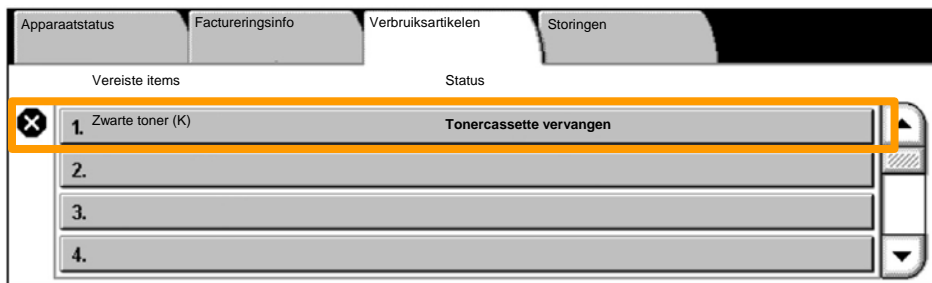 Apparaatstatus Factureringsinfo Verbruiksartikelen Storingen
Vereiste items Status
1. Zwarte toner (K) Tonercassette vervangen
2.
3.
4.